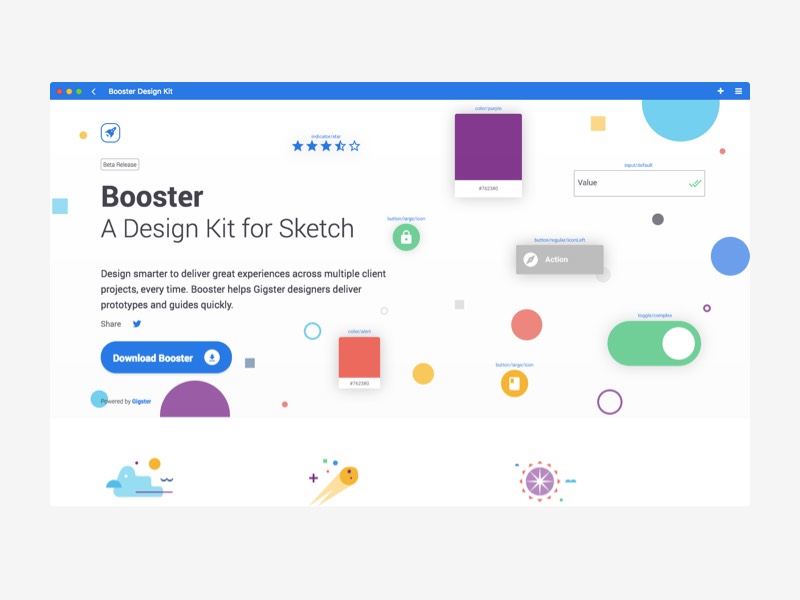 Booster Design Kit
color/purple
indicator/star
Beta Release
input/default
Value
#762380
Booster
A Design Kit for Sketch
button/large/icon
button/regular/iconLeft
Action
Design smarter to deliver great experiences across multiple client
projects, every time. Booster helps Gigster designers deliver
prototypes and guides quickly.
Share
toggle/complex
color/alert
Download Booster
button/large/icon
#762380
Powered by Gigster